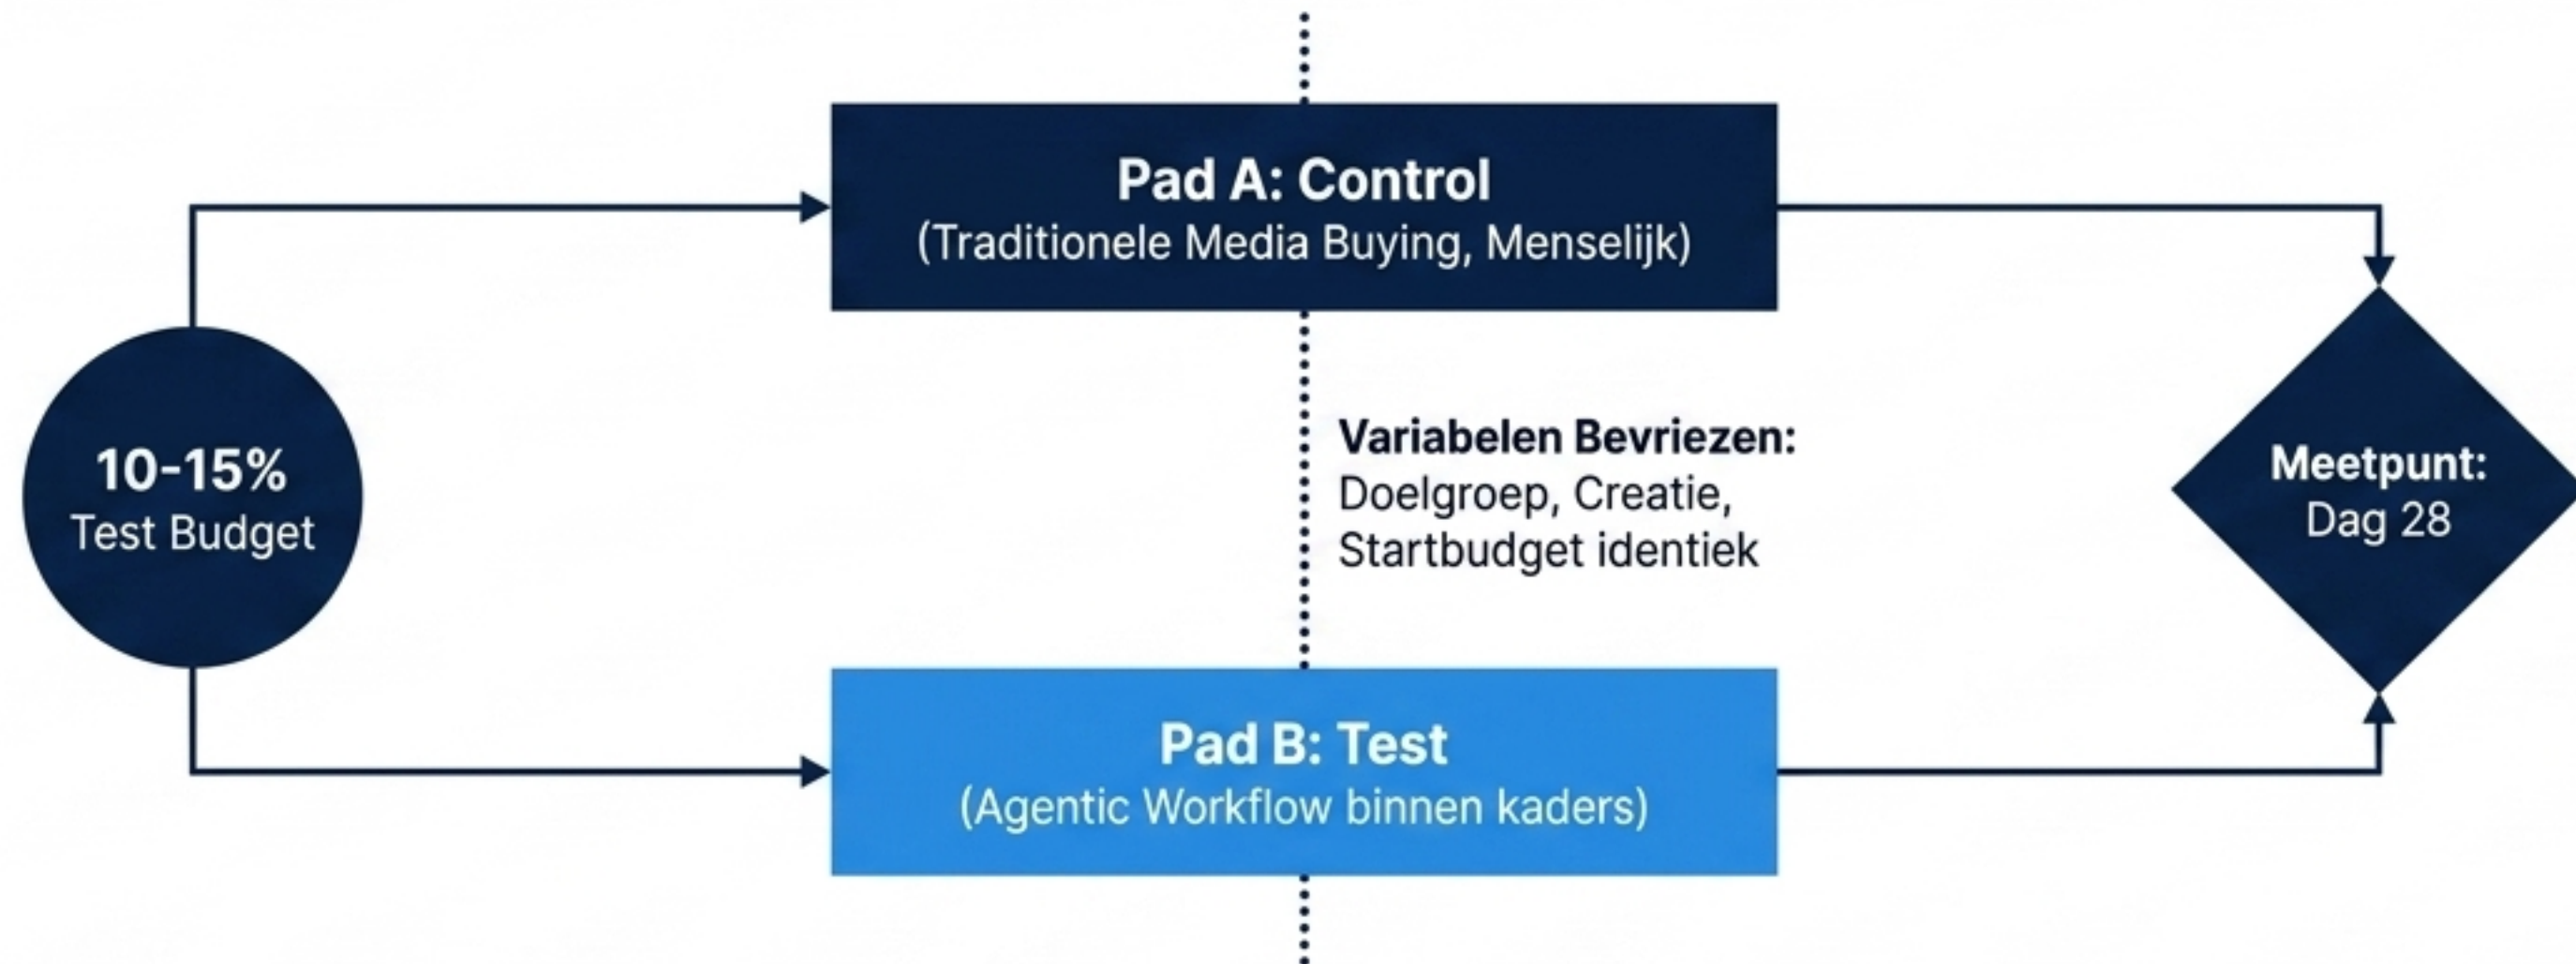 Pad A: Control
(Traditionele Media Buying, Menselijk)
10-15%
Test Budget
Variabelen Bevriezen:
Doelgroep, Creatie,
Startbudget identiek
Meetpunt:
Dag 28
Pad B: Test
(Agentic Workflow binnen kaders)